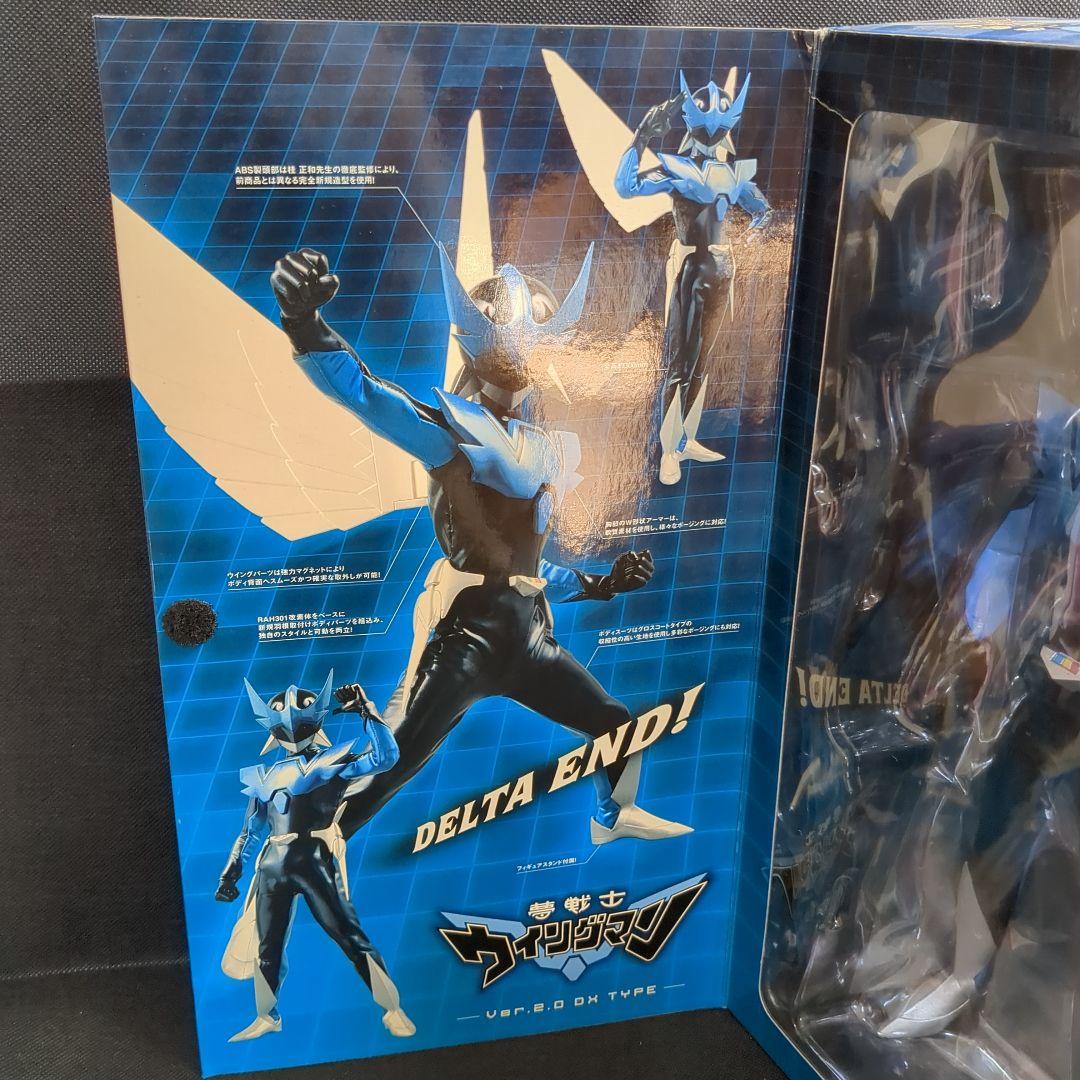 ABS製頭部は桂 正和先生の徹底監修により、
前商品とは異なる完全新規造型を使用!
全高約300mm!
胸部のW形状アーマーは、
軟質素材を使用し、様々なポージングに対応!
ウイングパーツは強力マグネットにより
ボディ背面へスムーズかつ確実な取外しが可能!
RAH301改素体をベースに
新規羽根取付けボディパーツを組込み、
独自のスタイルと可動を両立!
ボディスーツはグロスコートタイプの
収縮性の高い生地を使用し多彩なポージングにも対応!
DELTA END!
DELTA END!
フィギュアスタンド付属!
夢戦士
ウイングマン
Ver.2.0 DX TYPE